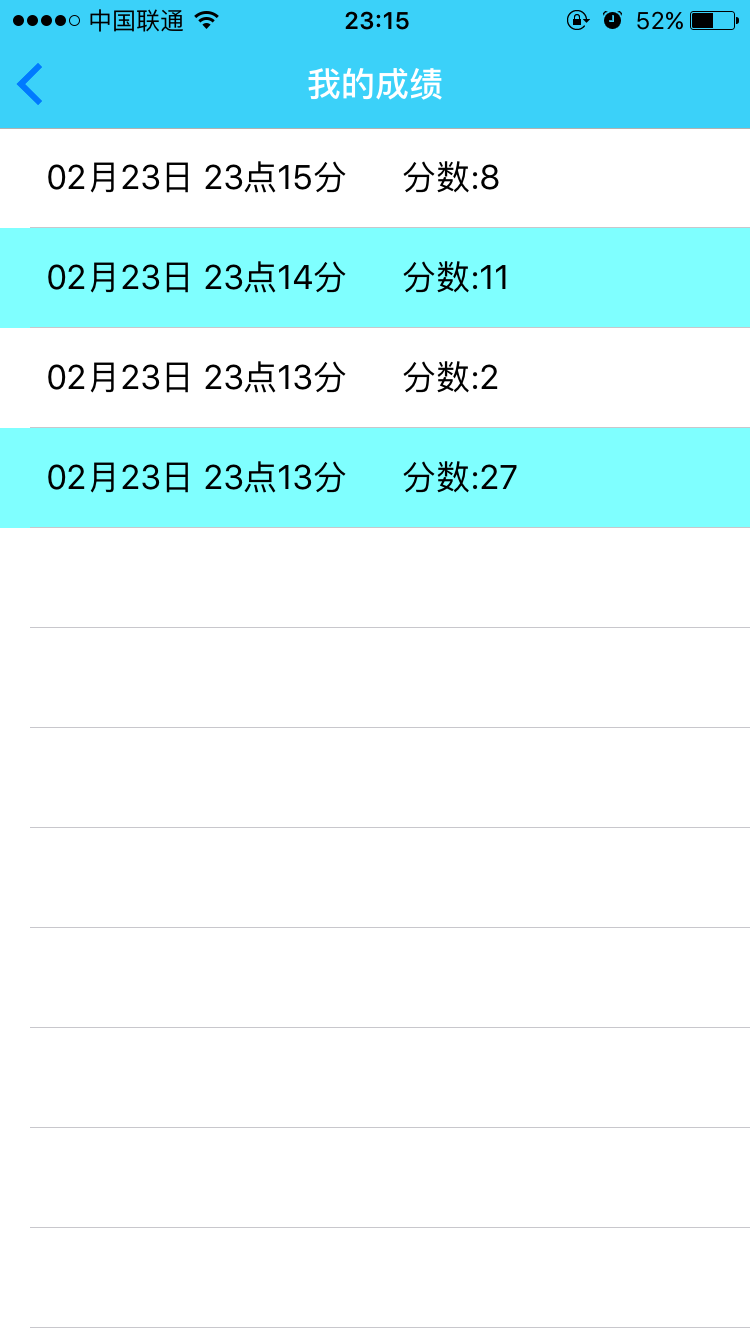 中国联通 23:15 52%
我的成绩
02月23日 23点15分 分数:8
02月23日 23点14分 分数:11
02月23日 23点13分 分数:2
02月23日 23点13分 分数:27